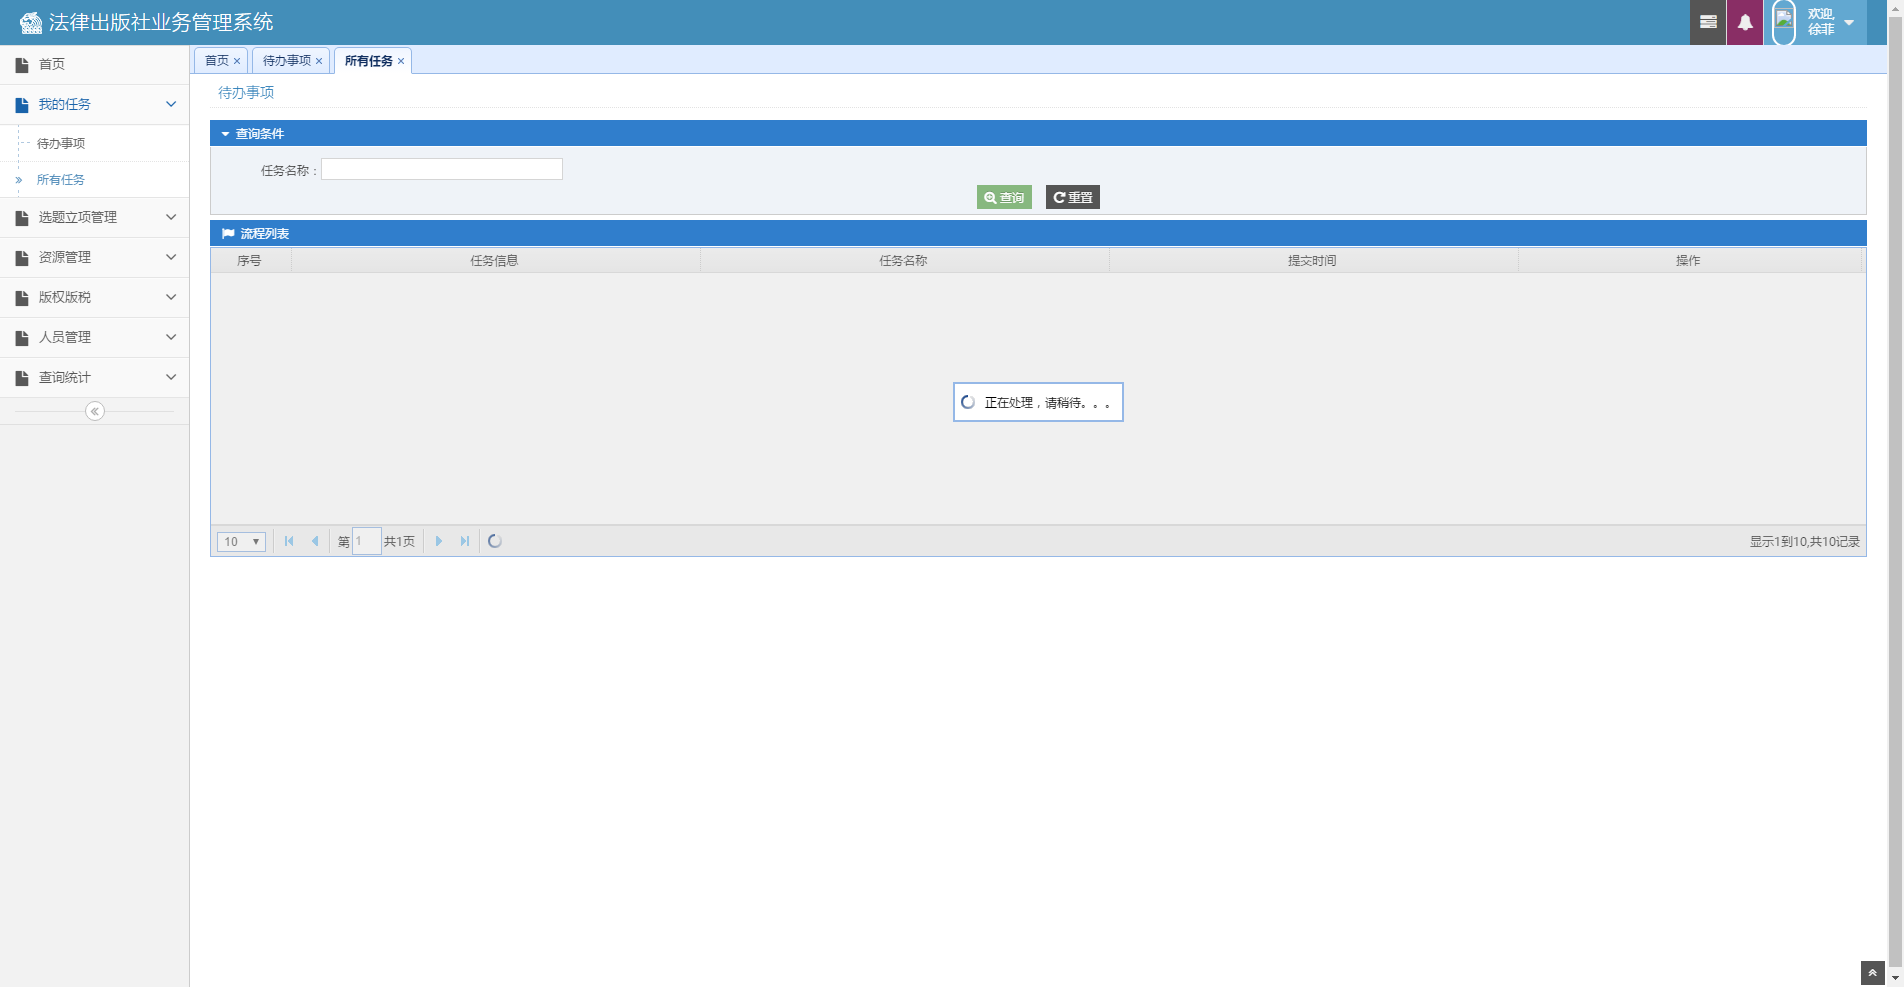 法律出版社业务管理系统
欢迎,
徐菲
首页
我的任务
待办事项
所有任务
选题立项管理
资源管理
版权版税
人员管理
查询统计
首页 待办事项 所有任务
待办事项
查询条件
任务名称：
查询 重置
流程列表
序号 任务信息 任务名称 提交时间 操作
正在处理，请稍待。。。
10 第 1 共1页 显示1到10,共10记录